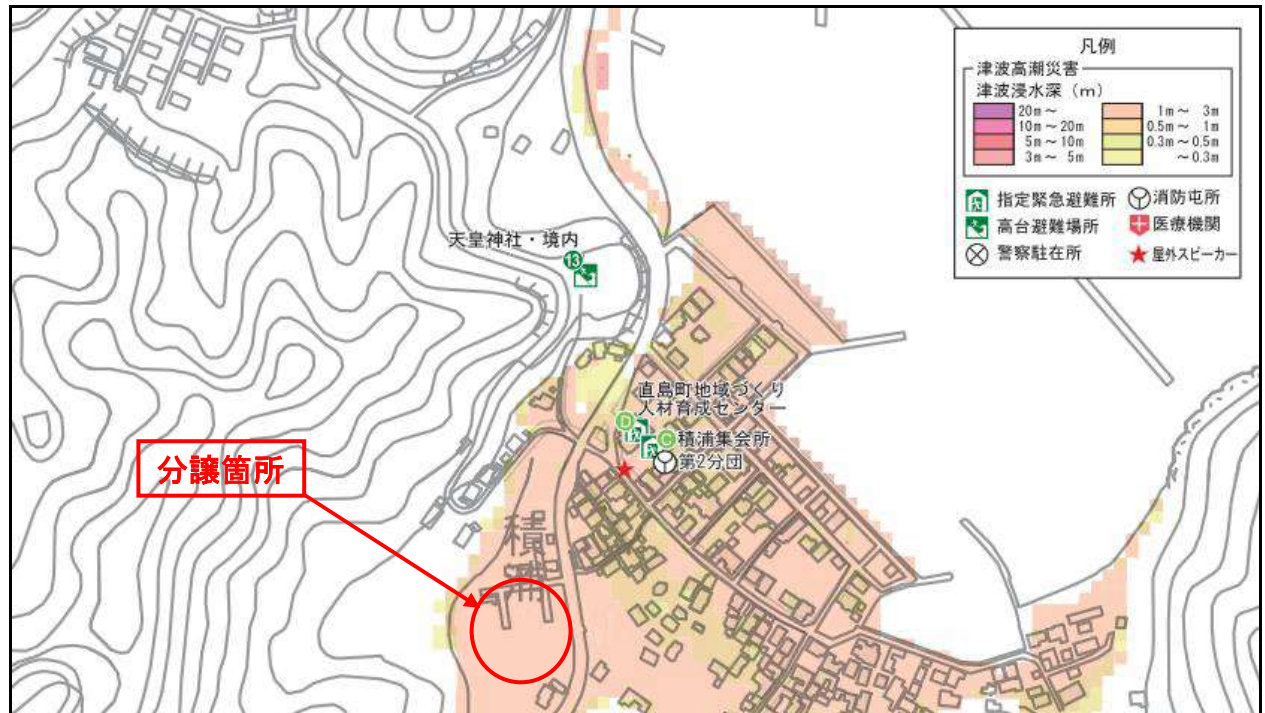 凡例
津波高潮災害
津波浸水深（m）
20m～
10m～20m
5m～10m
3m～ 5m
1m～ 3m
0.5m～ 1m
0.3m～0.5m
～0.3m
指定緊急避難所
消防屯所
高台避難場所
医療機関
警察駐在所
屋外スピーカー
天皇神社・境内
13
直島町地域づくり
人材育成センター
D
C 積浦集会所
第2分団
分譲箇所
積
浦